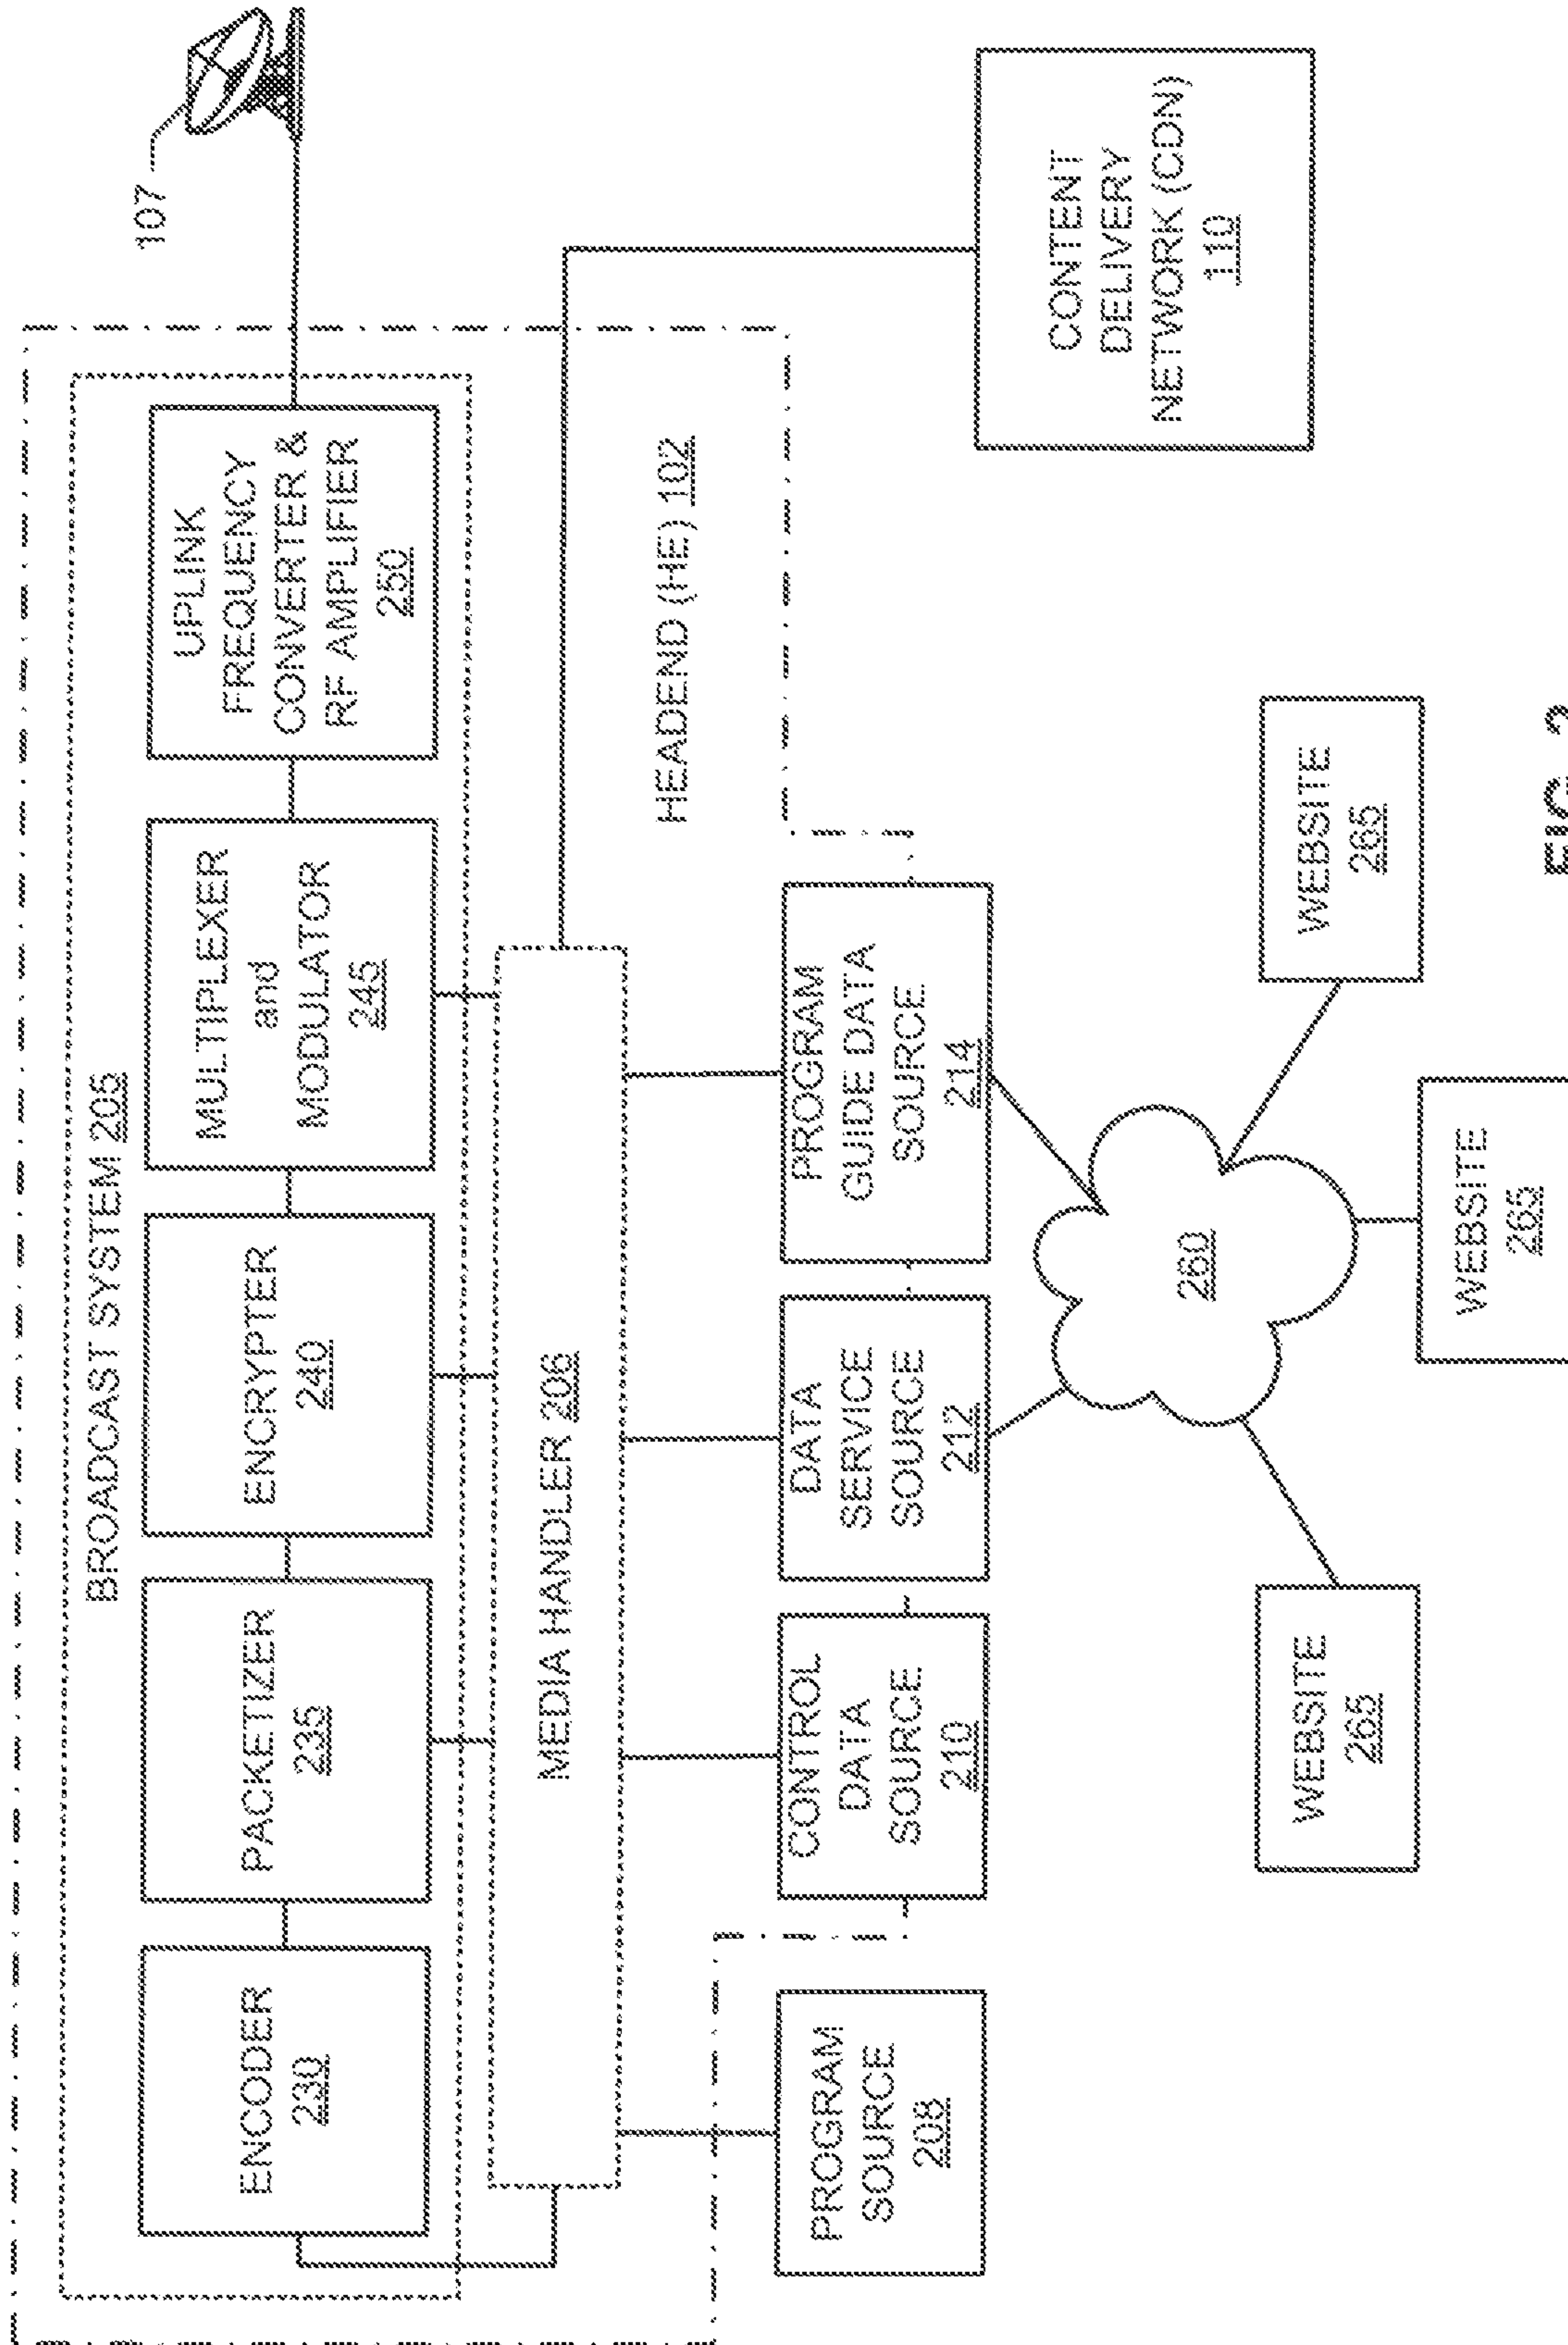 107
BROADCAST SYSTEM 205
ENCODER
230
PACKETIZER
235
ENCRYPTER
240
MULTIPLEXER
and
MODULATOR
245
UPLINK
FREQUENCY
CONVERTER &
RF AMPLIFIER
250
MEDIA HANDLER 206
HEADEND (HE) 102
PROGRAM
SOURCE
208
CONTROL
DATA
SOURCE
210
DATA
SERVICE
SOURCE
212
PROGRAM
GUIDE DATA
SOURCE
214
CONTENT
DELIVERY
NETWORK (CDN)
110
260
WEBSITE
265
WEBSITE
265
WEBSITE
265
FIG. 2